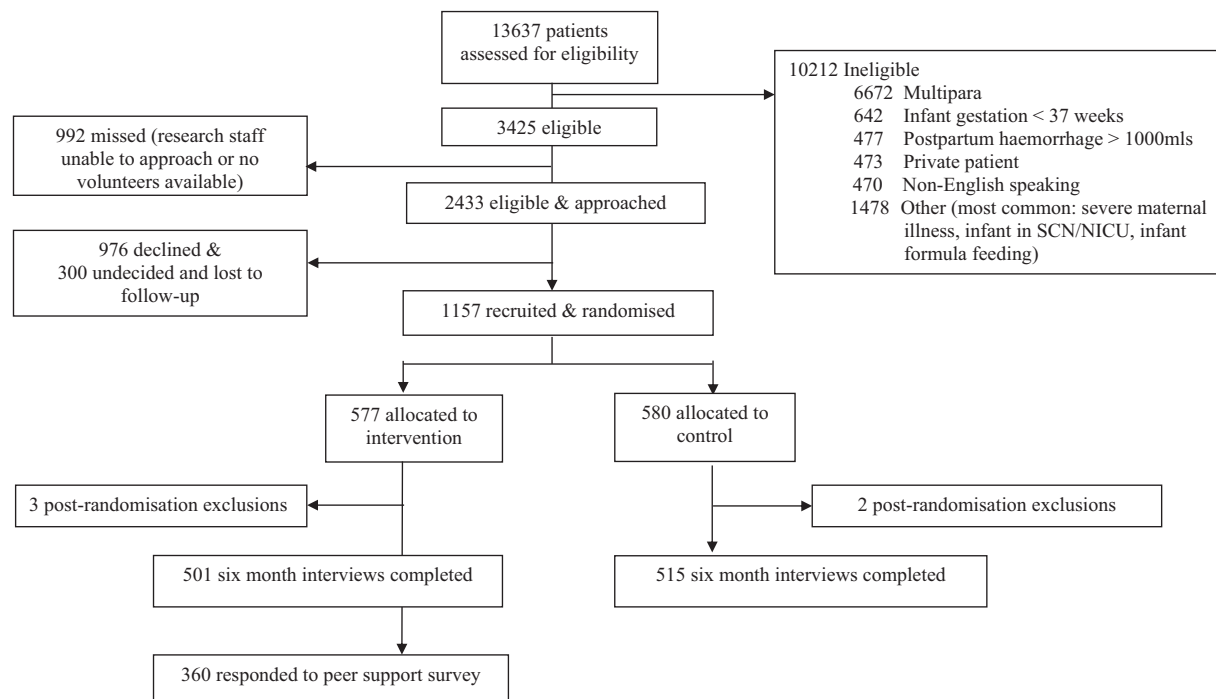 13637 patients
assessed for eligibility
10212 Ineligible
6672 Multipara
642 Infant gestation < 37 weeks
477 Postpartum haemorrhage > 1000mls
473 Private patient
470 Non-English speaking
1478 Other (most common: severe maternal
illness, infant in SCN/NICU, infant
formula feeding)
3425 eligible
992 missed (research staff
unable to approach or no
volunteers available)
2433 eligible & approached
976 declined &
300 undecided and lost to
follow-up
1157 recruited & randomised
577 allocated to
intervention
580 allocated to
control
3 post-randomisation exclusions
2 post-randomisation exclusions
501 six month interviews completed
515 six month interviews completed
360 responded to peer support survey